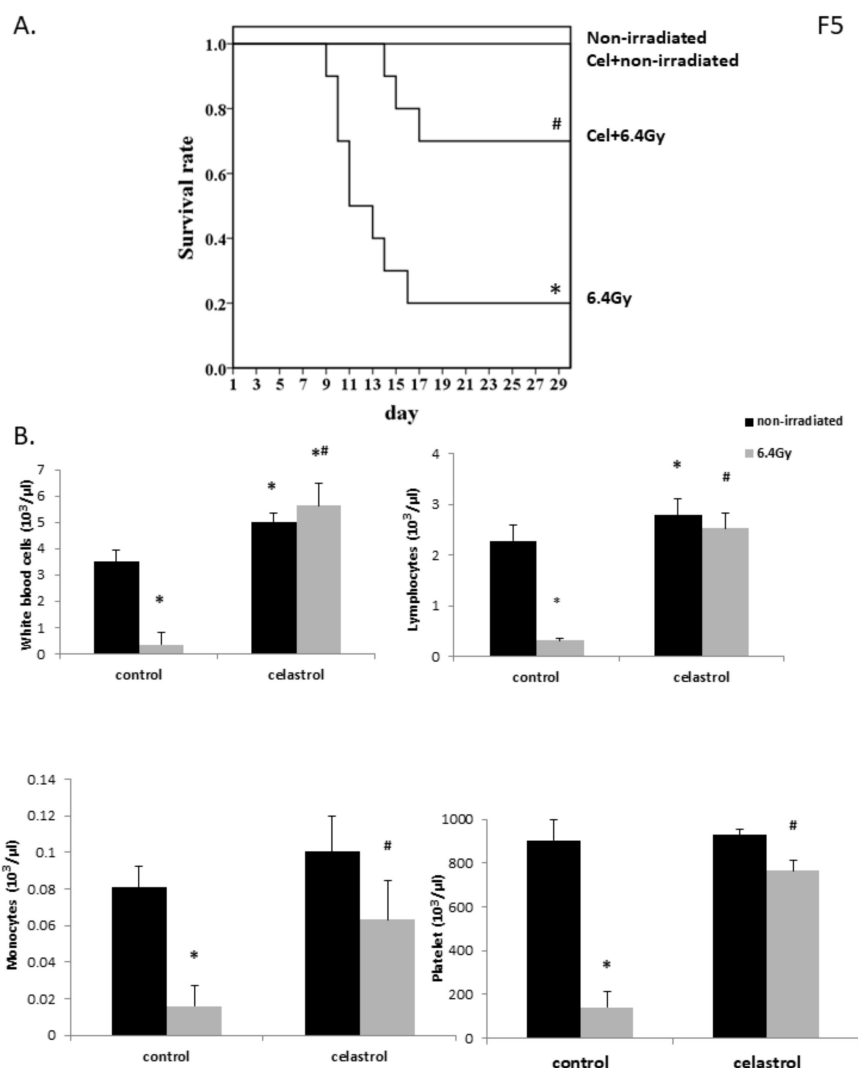 A.
F5
Survival rate
1.0
0.8
0.6
0.4
0.2
0.0
1 3 5 7 9 11 13 15 17 19 21 23 25 27 29
day
Non-irradiated
Cel+non-irradiated
#
Cel+6.4Gy
*
6.4Gy
B.
non-irradiated
6.4Gy
White blood cells (10³/µl)
7
6
5
4
3
2
1
0
*
*
*#
control celastrol
Lymphocytes (10³/µl)
4
3
2
1
0
*
*
#
control celastrol
Monocytes (10³/µl)
0.14
0.12
0.1
0.08
0.06
0.04
0.02
0
*
#
control celastrol
Platelet (10³/µl)
1000
800
600
400
200
0
*
#
control celastrol